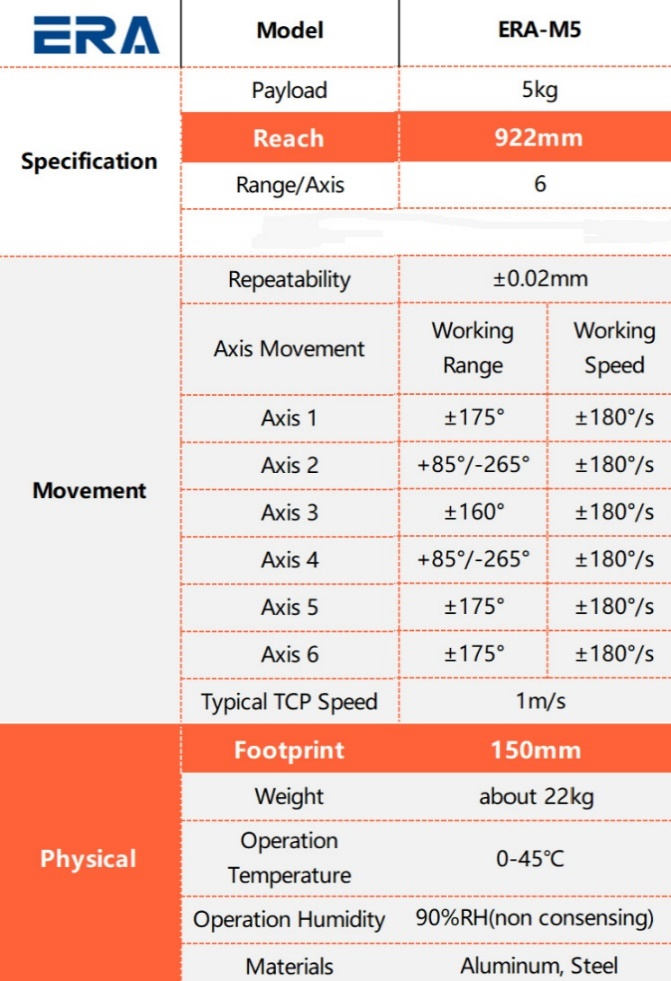 ERA Model ERA-M5
Payload 5kg
Reach 922mm
Specification
Range/Axis 6
Repeatability ±0.02mm
Axis Movement
Working
Range
Working
Speed
Axis 1 ±175° ±180°/s
Axis 2 +85°/-265° ±180°/s
Movement
Axis 3 ±160° ±180°/s
Axis 4 +85°/-265° ±180°/s
Axis 5 ±175° ±180°/s
Axis 6 ±175° ±180°/s
Typical TCP Speed 1m/s
Footprint 150mm
Weight about 22kg
Physical
Operation
Temperature
0-45℃
Operation Humidity 90%RH(non consensing)
Materials Aluminum, Steel